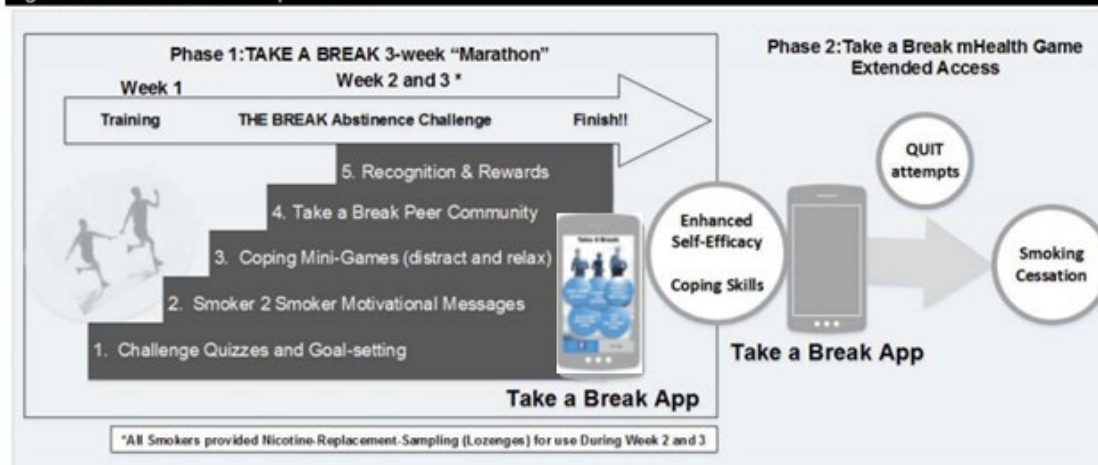 Phase 1:TAKE A BREAK 3-week “Marathon”
Week 1
Week 2 and 3 *
Training
THE BREAK Abstinence Challenge
Finish!!
5. Recognition & Rewards
4. Take a Break Peer Community
3. Coping Mini-Games (distract and relax)
2. Smoker 2 Smoker Motivational Messages
1. Challenge Quizzes and Goal-setting
Take A Break
Take a Break App
*All Smokers provided Nicotine-Replacement-Sampling (Lozenges) for use During Week 2 and 3
Enhanced
Self-Efficacy
Coping Skills
Phase 2:Take a Break mHealth Game
Extended Access
QUIT
attempts
Smoking
Cessation
Take a Break App